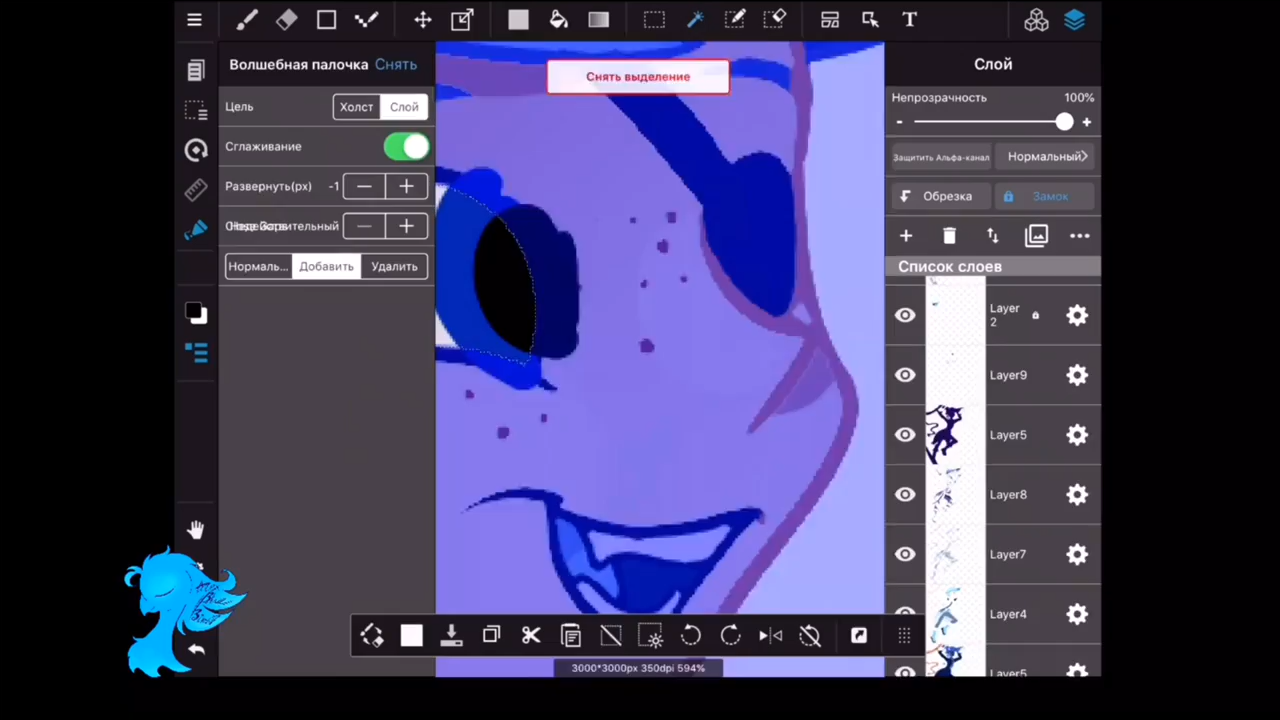 T
Волшебная палочка Снять
Снять выделение
Слой
Цель Холст Слой
Непрозрачность 100%
- +
Сглаживание
Защитить Альфа-канал Нормальный
Развернуть(px) -1
Обрезка Замок
Нормаль... Добавить Удалить
Список слоев
Layer
2
Layer9
Layer5
Layer8
Layer7
Layer4
Layer5
3000*3000px 350dpi 594%